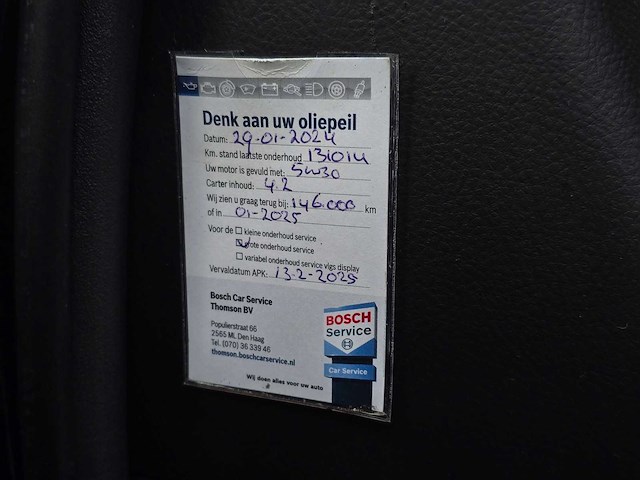 Denk aan uw oliepeil
Datum: 29-01-2024
Km. stand laatste onderhoud 131014
Uw motor is gevuld met: 5w30
Carter inhoud: 4.2
Wij zien u graag terug bij: 146.000 km
of in 01-2025
Voor de kleine onderhoud service
grote onderhoud service
variabel onderhoud service vlgs display
Vervaldatum APK: 13-2-2025
Bosch Car Service
Thomson BV
Populierstraat 66
2565 ML Den Haag
Tel. (070) 36 339 46
thomson.boschcarservice.nl
BOSCH
Service
Car Service
Wij doen alles voor uw auto